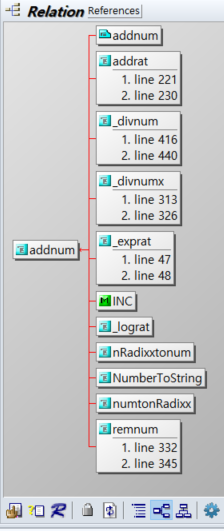 Relation References
addnum
addrat
1. line 221
2. line 230
_divnum
1. line 416
2. line 440
_divnumx
1. line 313
2. line 326
addnum
_exprat
1. line 47
2. line 48
INC
_lograt
nRadixxtonum
NumberToString
numtonRadixx
remnum
1. line 332
2. line 345